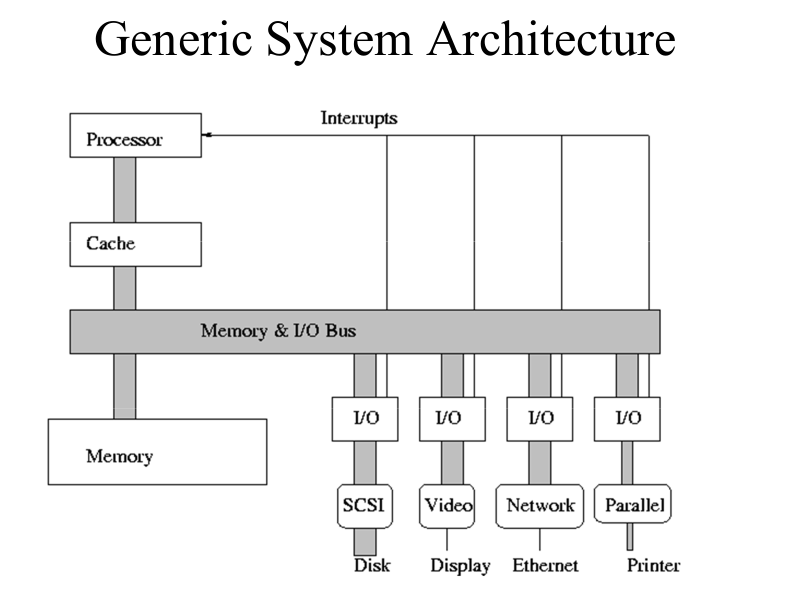 Generic System Architecture
Interrupts
Processor
Cache
Memory & I/O Bus
I/O
I/O
I/O
I/O
Memory
SCSI
Video
Network
Parallel
Disk
Display
Ethernet
Printer